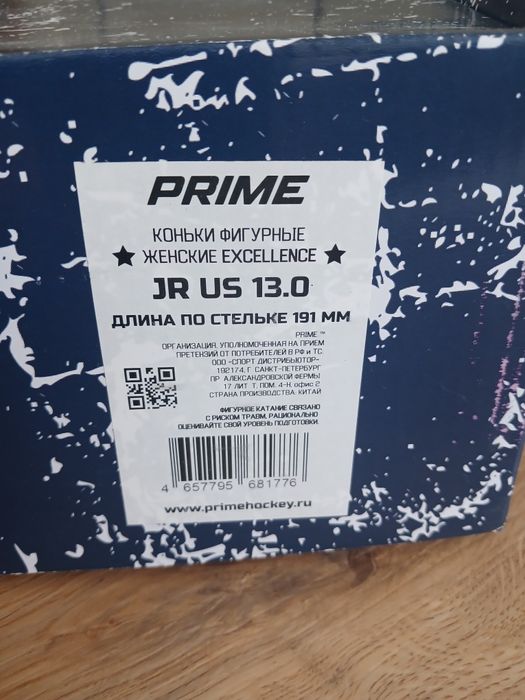 PRIME
КОНЬКИ ФИГУРНЫЕ
ЖЕНСКИЕ EXCELLENCE
JR US 13.0
ДЛИНА ПО СТЕЛЬКЕ 191 ММ
PRIME ™
ОРГАНИЗАЦИЯ, УПОЛНОМОЧЕННАЯ НА ПРИЕМ
ПРЕТЕНЗИЙ ОТ ПОТРЕБИТЕЛЕЙ В РФ и ТС:
ООО «СПОРТ ДИСТРИБЬЮТОР»
192174, Г. САНКТ-ПЕТЕРБУРГ
ПР. АЛЕКСАНДРОВСКОЙ ФЕРМЫ
17 ЛИТ Т, ПОМ. 4-Н, офис 2
СТРАНА ПРОИЗВОДСТВА: КИТАЙ
ФИГУРНОЕ КАТАНИЕ СВЯЗАНО
С РИСКОМ ТРАВМ, РАЦИОНАЛЬНО
ОЦЕНИВАЙТЕ СВОЙ УРОВЕНЬ ПОДГОТОВКИ.
4 657795 681776
www.primehockey.ru